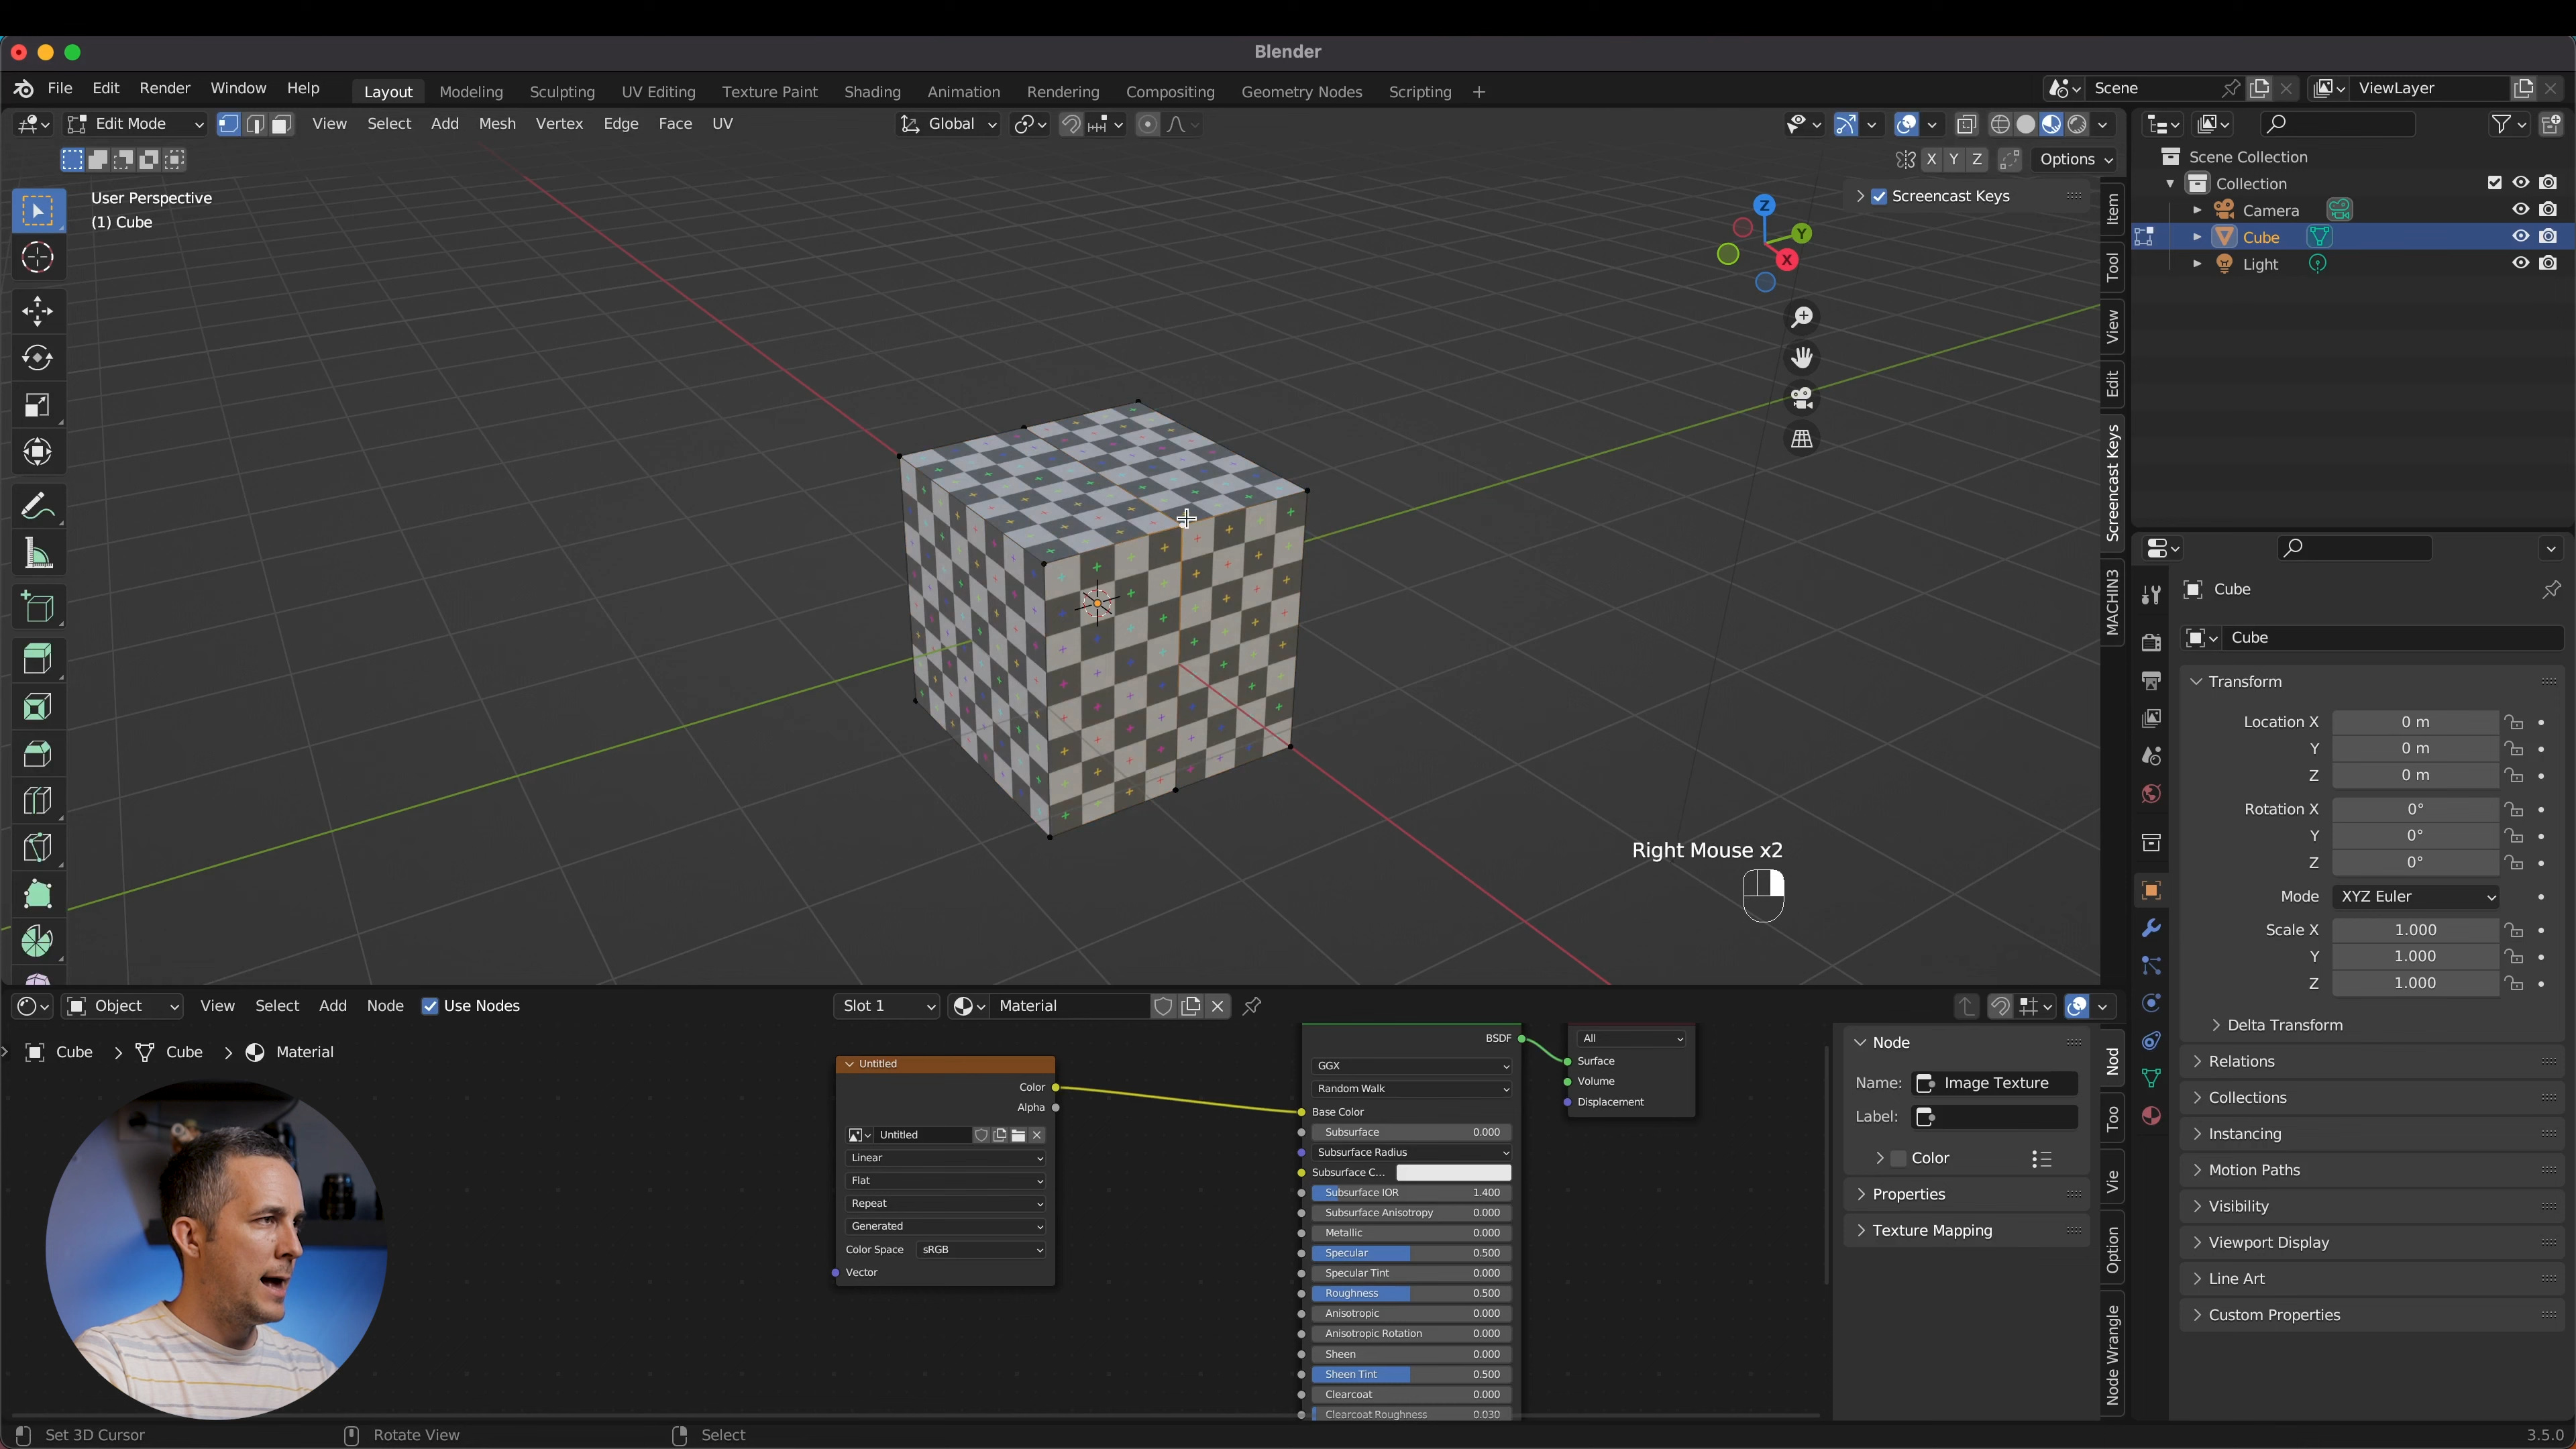 Blender
File Edit Render Window Help Layout Modeling Sculpting UV Editing Texture Paint Shading Animation Rendering Compositing Geometry Nodes Scripting + Scene ViewLayer
Edit Mode View Select Add Mesh Vertex Edge Face UV Global
X Y Z Options
User Perspective
(1) Cube
Screencast Keys
Z
Y
X
Item
Tool
View
Edit
Screencast Keys
MACHIN3
Right Mouse x2
Scene Collection
Collection
Camera
Cube
Light
Cube
Cube
Transform
Location X 0 m
Y 0 m
Z 0 m
Rotation X 0°
Y 0°
Z 0°
Mode XYZ Euler
Scale X 1.000
Y 1.000
Z 1.000
Delta Transform
Relations
Collections
Instancing
Motion Paths
Visibility
Viewport Display
Line Art
Custom Properties
Object View Select Add Node Use Nodes Slot 1 Material
Cube > Cube > Material
Untitled
Color
Alpha
Untitled
Linear
Flat
Repeat
Generated
Color Space sRGB
Vector
BSDF
GGX
Random Walk
Base Color
Subsurface 0.000
Subsurface Radius
Subsurface C...
Subsurface IOR 1.400
Subsurface Anisotropy 0.000
Metallic 0.000
Specular 0.500
Specular Tint 0.000
Roughness 0.500
Anisotropic 0.000
Anisotropic Rotation 0.000
Sheen 0.000
Sheen Tint 0.500
Clearcoat 0.000
Clearcoat Roughness 0.030
All
Surface
Volume
Displacement
Node
Name: Image Texture
Label:
Color
Properties
Texture Mapping
Nod
Too
Vie
Option
Node Wrangle
Set 3D Cursor Rotate View Select 3.5.0